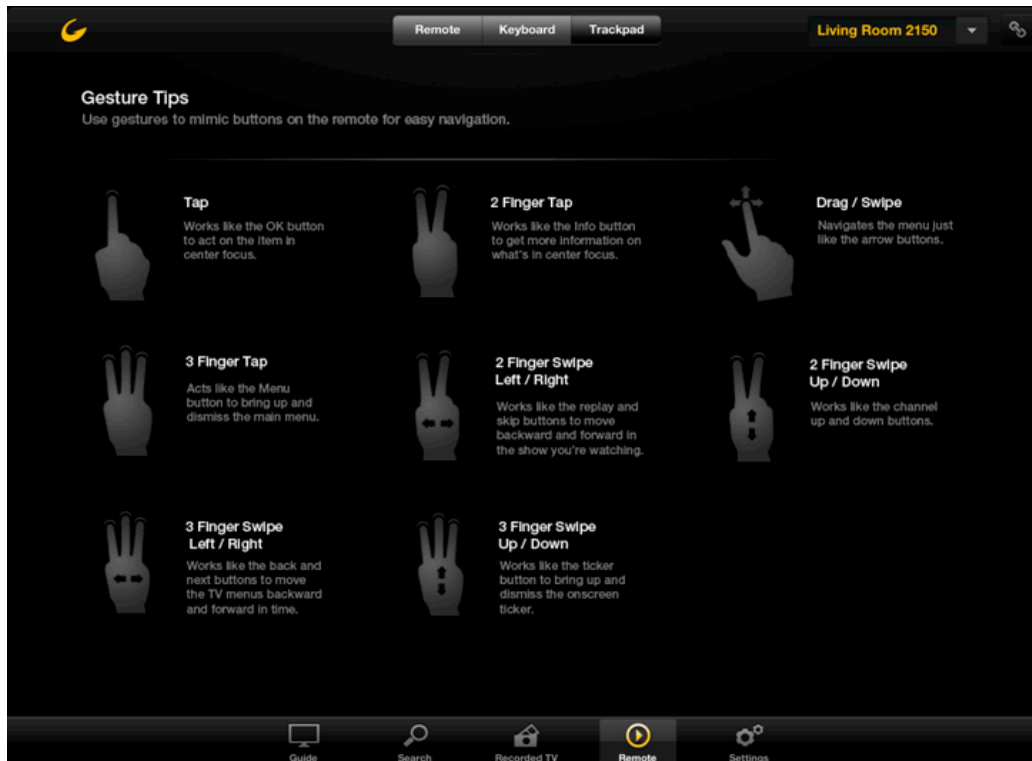 Remote Keyboard Trackpad Living Room 2150
Gesture Tips
Use gestures to mimic buttons on the remote for easy navigation.
Tap
Works like the OK button
to act on the item in
center focus.
2 Finger Tap
Works like the Info button
to get more information on
what's in center focus.
Drag / Swipe
Navigates the menu just
like the arrow buttons.
3 Finger Tap
Acts like the Menu
button to bring up and
dismiss the main menu.
2 Finger Swipe
Left / Right
Works like the replay and
skip buttons to move
backward and forward in
the show you're watching.
2 Finger Swipe
Up / Down
Works like the channel
up and down buttons.
3 Finger Swipe
Left / Right
Works like the back and
next buttons to move
the TV menus backward
and forward in time.
3 Finger Swipe
Up / Down
Works like the ticker
button to bring up and
dismiss the onscreen
ticker.
Guide Search Recorded TV Remote Settings